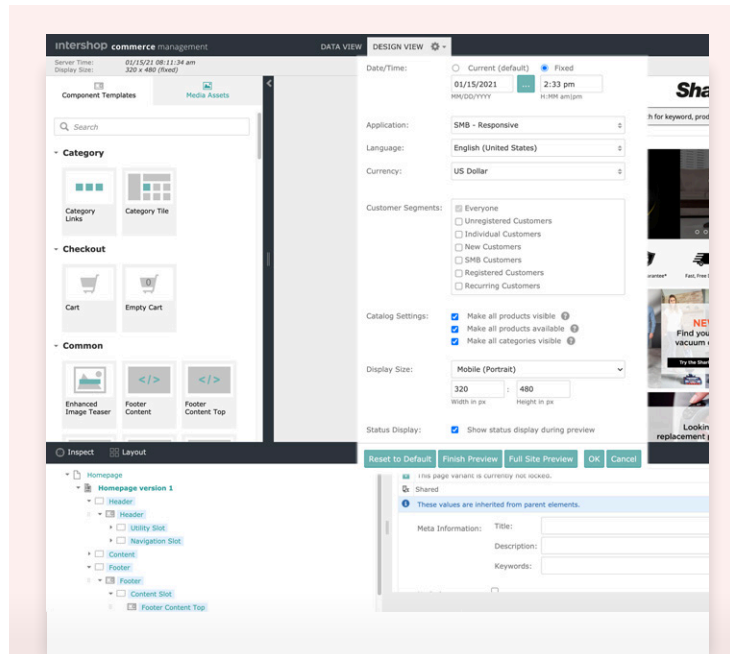 intershop commerce management
DATA VIEW
DESIGN VIEW
Server Time: 01/15/21 08:11:34 am
Display Size: 320 x 480 (fixed)
Component Templates
Media Assets
Search
Category
Category Links
Category Tile
Checkout
Cart
0
Empty Cart
Common
Enhanced Image Teaser
</>
Footer Content
</>
Footer Content Top
Date/Time:
Current (default)
Fixed
01/15/2021
...
2:33 pm
MM/DD/YYYY
H:MM am|pm
Application:
SMB - Responsive
Language:
English (United States)
Currency:
US Dollar
Customer Segments:
Everyone
Unregistered Customers
Individual Customers
New Customers
SMB Customers
Registered Customers
Recurring Customers
Catalog Settings:
Make all products visible
Make all products available
Make all categories visible
Display Size:
Mobile (Portrait)
320 : 480
Width in px
Height in px
Status Display:
Show status display during preview
Reset to Default
Finish Preview
Full Site Preview
OK
Cancel
Sha
h for keyword, prod
Fast, Free
NE
Find you
vacuum
Try the Shar
Lookin
replacement p
Inspect
Layout
Homepage
Homepage version 1
Header
Header
Utility Slot
Navigation Slot
Content
Footer
Footer
Content Slot
Footer Content Top
This page variant is currently not locked.
Shared
These values are inherited from parent elements.
Meta Information:
Title:
Description:
Keywords: